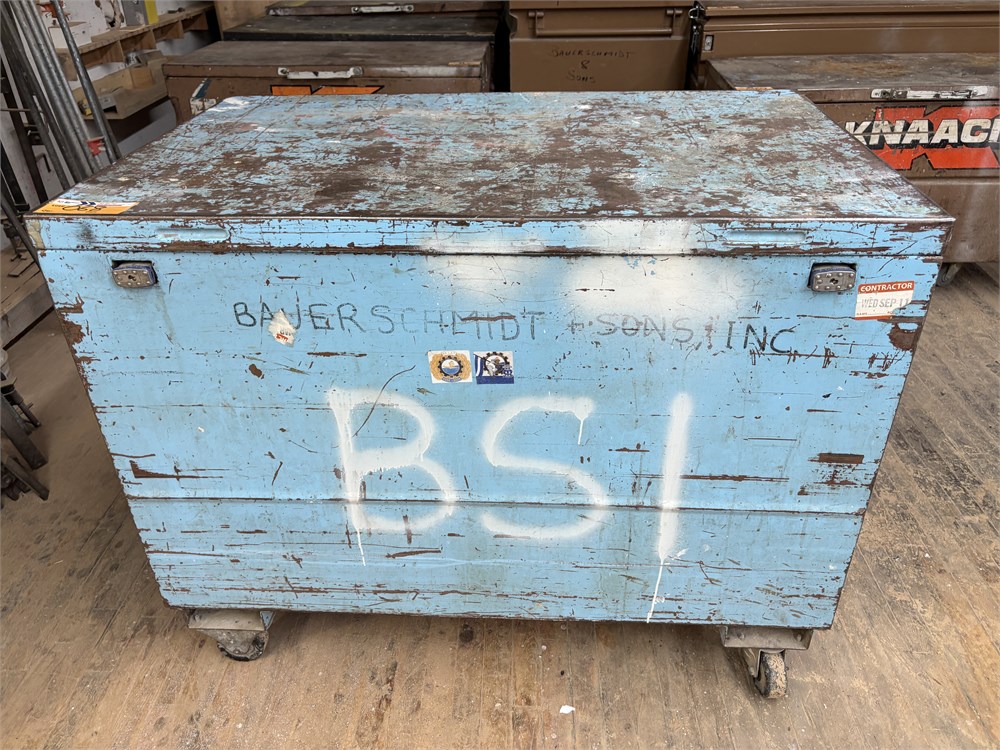 BAUERSCHMIDT
&
SONS
KNAACK
CONTRACTOR
WED SEP 11
BAUERSCHMIDT + SONS, INC
BSI